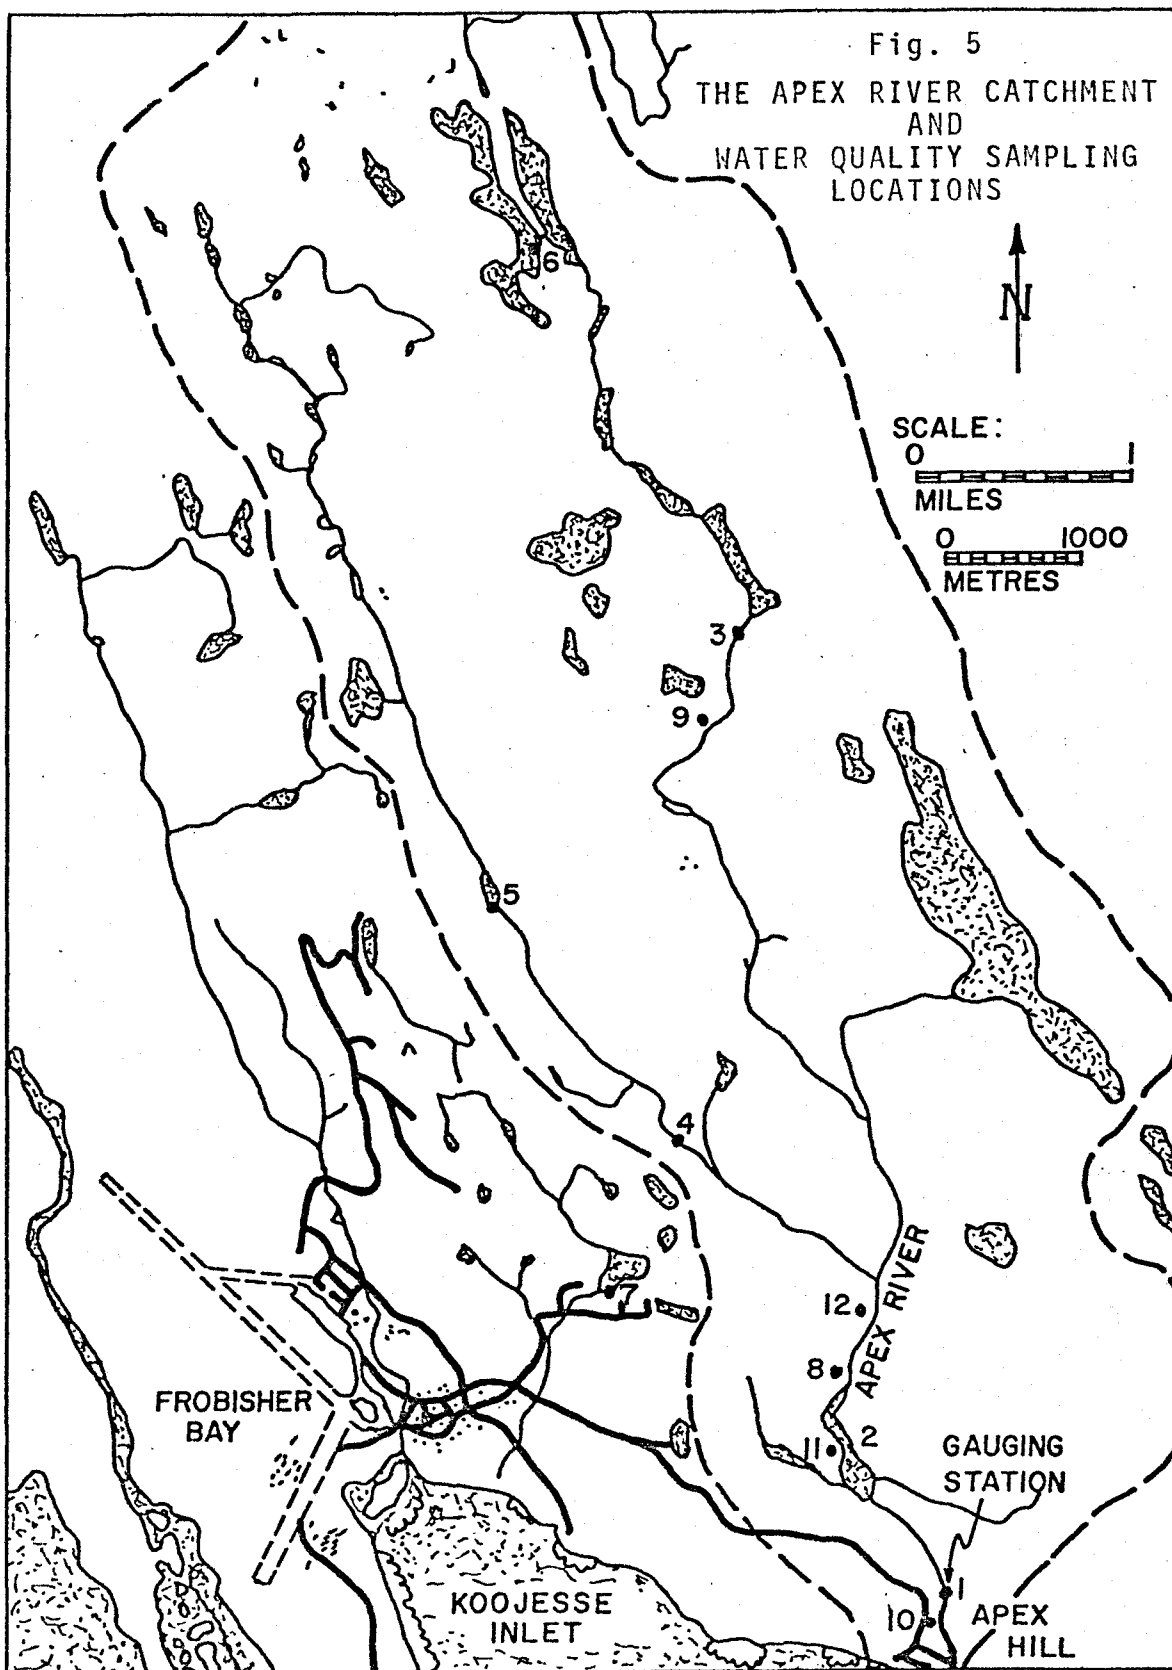 Fig. 5
THE APEX RIVER CATCHMENT
AND
WATER QUALITY SAMPLING
LOCATIONS
N
SCALE:
0 1
MILES
0 1000
METRES
6
3
9
5
4
7
12
8
11
2
APEX RIVER
FROBISHER
BAY
GAUGING
STATION
1
10
APEX
HILL
KOOJESSE
INLET